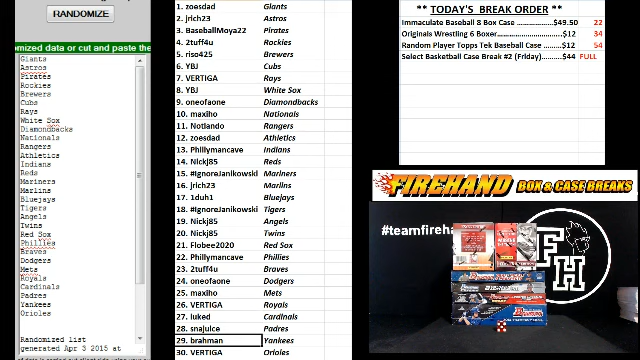 RANDOMIZE
omized data or cut and paste the
Giants
Astros
Pirates
Rockies
Brewers
Cubs
Rays
White Sox
Diamondbacks
Nationals
Rangers
Athletics
Indians
Reds
Mariners
Marlins
Bluejays
Tigers
Angels
Twins
Red Sox
Phillies
Braves
Dodgers
Mets
Royals
Cardinals
Padres
Yankees
Orioles
Randomized list
generated Apr 3 2015 at
1. zoesdad Giants
2. jrich23 Astros
3. BaseballMoya22 Pirates
4. 2tuff4u Rockies
5. riso425 Brewers
6. YBJ Cubs
7. VERTIGA Rays
8. YBJ White Sox
9. oneofaone Diamondbacks
10. maxiho Nationals
11. Notlando Rangers
12. zoesdad Athletics
13. Phillymancave Indians
14. Nickj85 Reds
15. #IgnoreJanikowski Mariners
16. jrich23 Marlins
17. 1duh1 Bluejays
18. #IgnoreJanikowski Tigers
19. Nickj85 Angels
20. Nickj85 Twins
21. Flobee2020 Red Sox
22. Phillymancave Phillies
23. 2tuff4u Braves
24. oneofaone Dodgers
25. maxiho Mets
26. VERTIGA Royals
27. luked Cardinals
28. snajuice Padres
29. brahman Yankees
30. VERTIGA Orioles
** TODAY'S BREAK ORDER **
Immaculate Baseball 8 Box Case ......................$49.50 22
Originals Wrestling 6 Boxer.............................$12 34
Random Player Topps Tek Baseball Case ........$12 54
Select Basketball Case Break #2 (Friday)........$44 FULL
FIREHAND BOX & CASE BREAKS
#teamfireha
FH